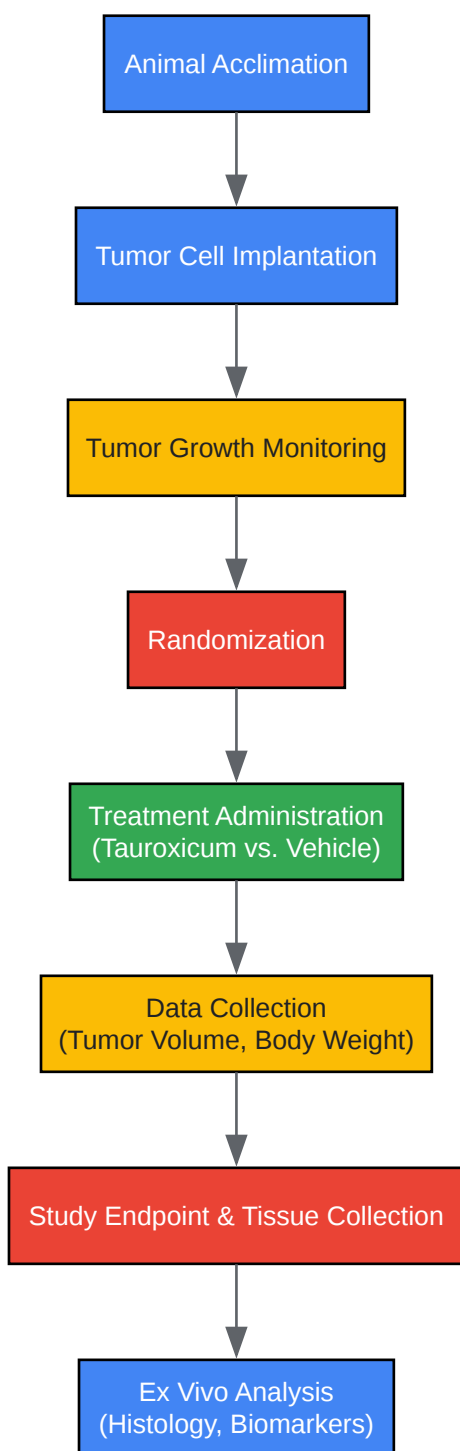 Animal Acclimation
Tumor Cell Implantation
Tumor Growth Monitoring
Randomization
Treatment Administration
(Tauroxicum vs. Vehicle)
Data Collection
(Tumor Volume, Body Weight)
Study Endpoint & Tissue Collection
Ex Vivo Analysis
(Histology, Biomarkers)